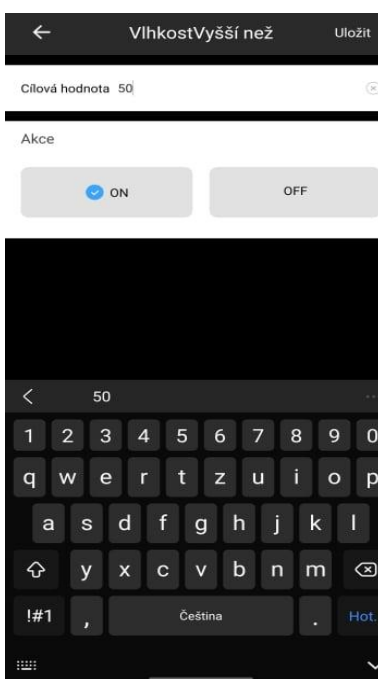 VlhkostVyšší než Uložit
Cílová hodnota 50
Akce
ON OFF
50
1 2 3 4 5 6 7 8 9 0
q w e r t z u i o p
a s d f g h j k l
y x c v b n m
!#1 , Čeština . Hot.